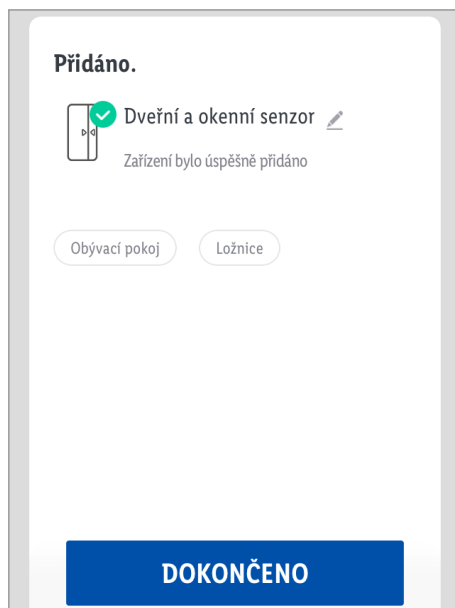 Přidáno.
Dveřní a okenní senzor
Zařízení bylo úspěšně přidáno
Obývací pokoj
Ložnice
DOKONČENO